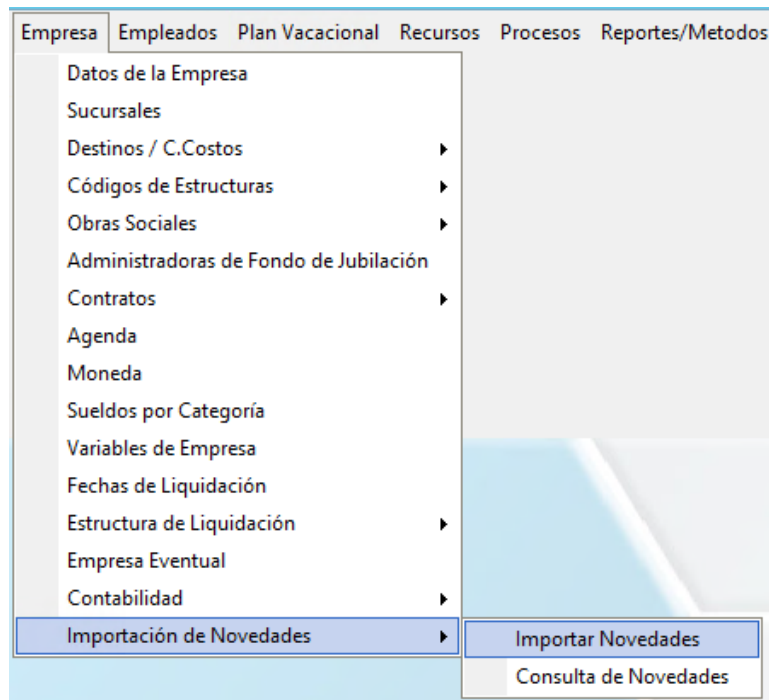 Empresa Empleados Plan Vacacional Recursos Procesos Reportes/Metodos
Datos de la Empresa
Sucursales
Destinos / C.Costos
Códigos de Estructuras
Obras Sociales
Administradoras de Fondo de Jubilación
Contratos
Agenda
Moneda
Sueldos por Categoría
Variables de Empresa
Fechas de Liquidación
Estructura de Liquidación
Empresa Eventual
Contabilidad
Importación de Novedades
Importar Novedades
Consulta de Novedades